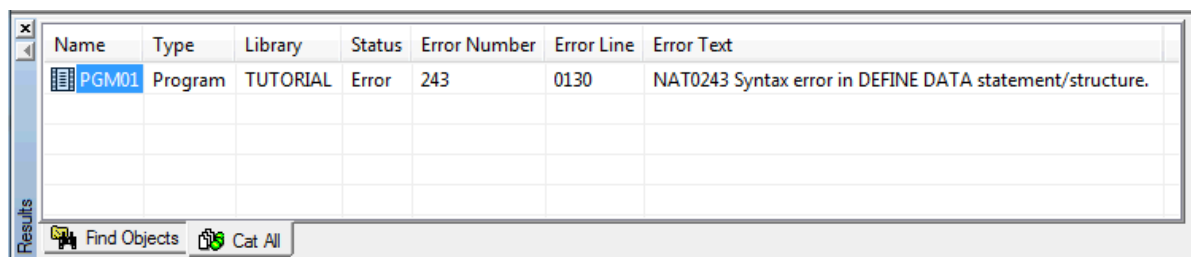 Name Type Library Status Error Number Error Line Error Text
PGM01 Program TUTORIAL Error 243 0130 NAT0243 Syntax error in DEFINE DATA statement/structure.
Results
Find Objects Cat All